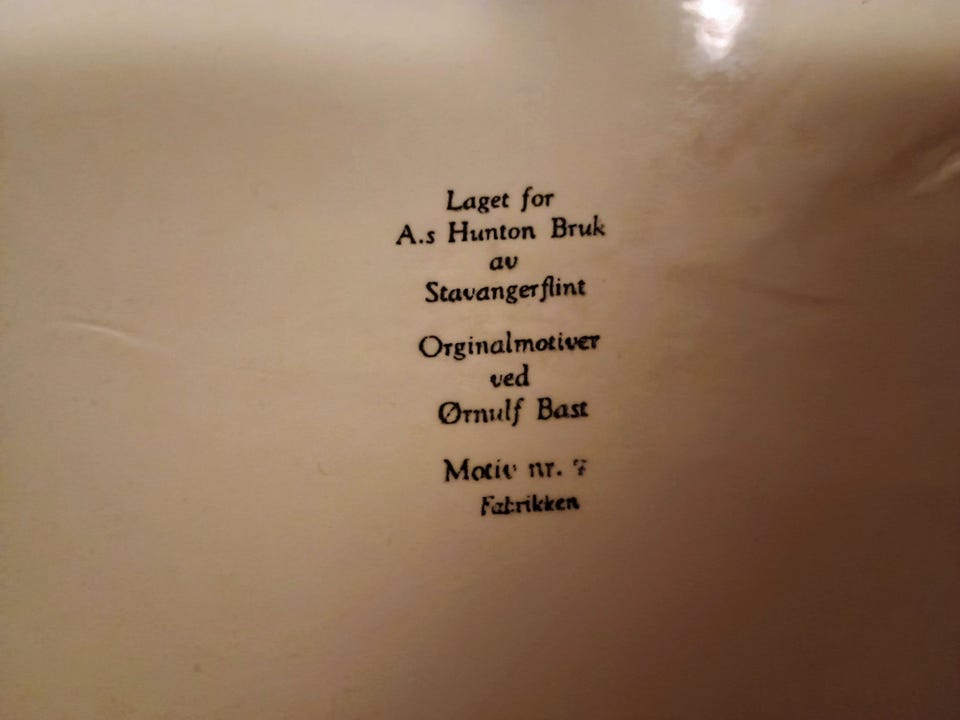 Laget for
A.s Hunton Bruk
av
Stavangerflint
Orginalmotiver
ved
Ørnulf Bast
Motiv nr. 7
Fabrikken